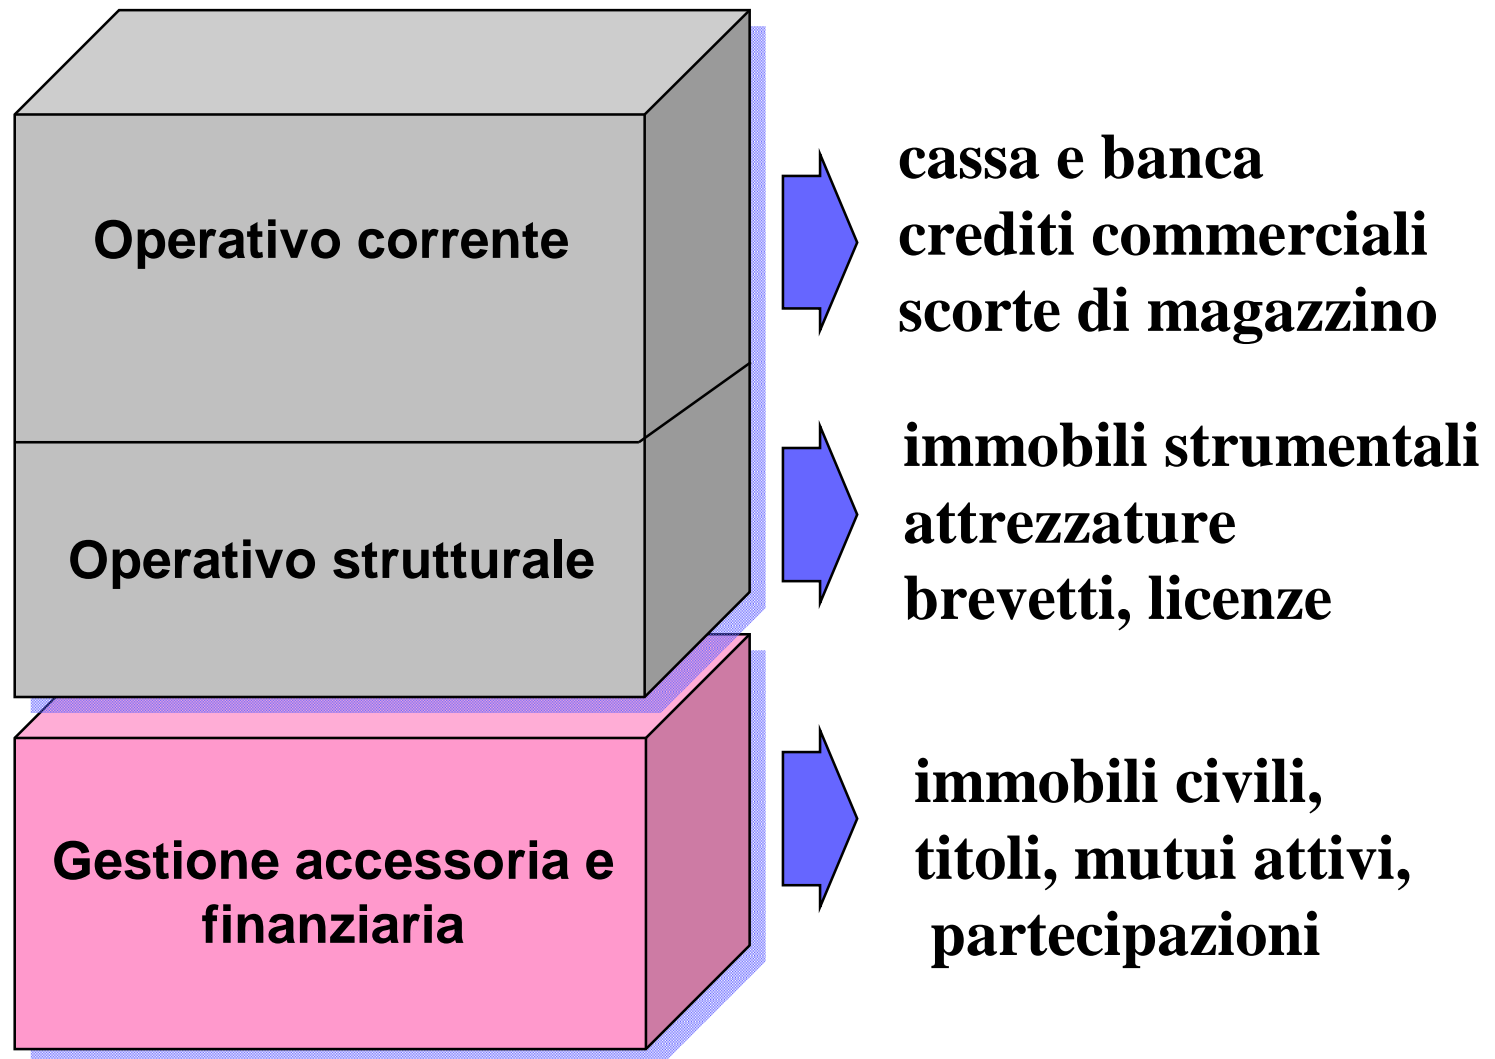 Operativo corrente
cassa e banca
crediti commerciali
scorte di magazzino
Operativo strutturale
immobili strumentali
attrezzature
brevetti, licenze
Gestione accessoria e
finanziaria
immobili civili,
titoli, mutui attivi,
partecipazioni